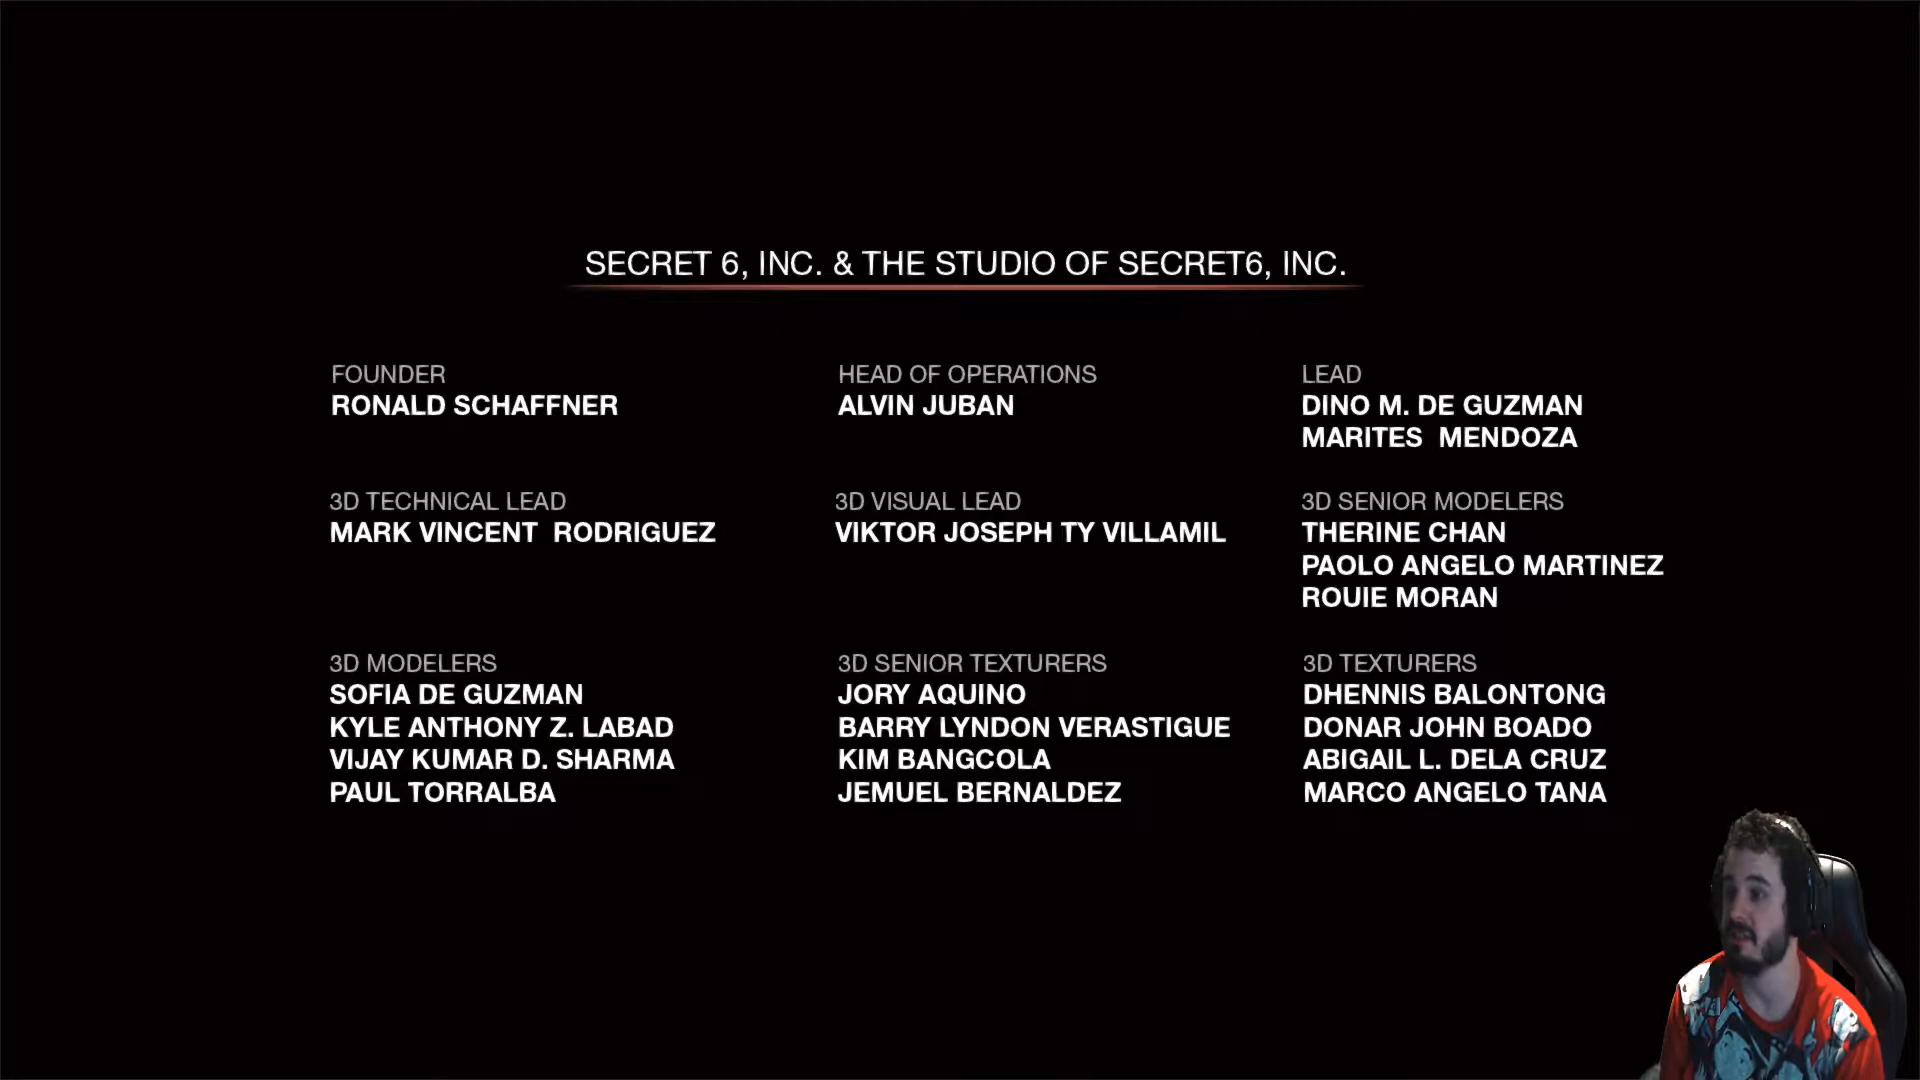 SECRET 6, INC. & THE STUDIO OF SECRET6, INC.
FOUNDER
RONALD SCHAFFNER
HEAD OF OPERATIONS
ALVIN JUBAN
LEAD
DINO M. DE GUZMAN
MARITES  MENDOZA
3D TECHNICAL LEAD
MARK VINCENT  RODRIGUEZ
3D VISUAL LEAD
VIKTOR JOSEPH TY VILLAMIL
3D SENIOR MODELERS
THERINE CHAN
PAOLO ANGELO MARTINEZ
ROUIE MORAN
3D MODELERS
SOFIA DE GUZMAN
KYLE ANTHONY Z. LABAD
VIJAY KUMAR D. SHARMA
PAUL TORRALBA
3D SENIOR TEXTURERS
JORY AQUINO
BARRY LYNDON VERASTIGUE
KIM BANGCOLA
JEMUEL BERNALDEZ
3D TEXTURERS
DHENNIS BALONTONG
DONAR JOHN BOADO
ABIGAIL L. DELA CRUZ
MARCO ANGELO TANA